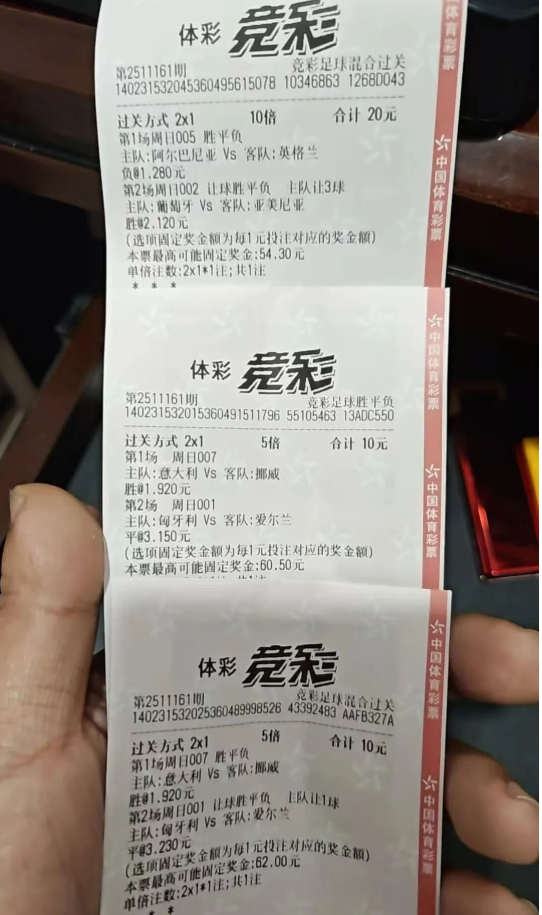 体彩 竞彩
第2511161期 竞彩足球混合过关
140231532045360495615078 10346863 1268D043
过关方式 2x1 10倍 合计 20元
第1场周日005 胜平负
主队:阿尔巴尼亚 Vs 客队:英格兰
负@1.280元
第2场周日002 让球胜平负 主队让3球
主队:葡萄牙 Vs 客队:亚美尼亚
胜@2.120元
(选项固定奖金额为每1元投注对应的奖金额)
本票最高可能固定奖金:54.30元
单倍注数:2x1*1注;共1注
* * *
体育彩票
中国体育彩票
体彩 竞彩
第2511161期 竞彩足球胜平负
140231532015360491511796 55105463 13ADC550
过关方式 2x1 5倍 合计 10元
第1场 周日007
主队:意大利 Vs 客队:挪威
胜@1.920元
第2场 周日001
主队:匈牙利 Vs 客队:爱尔兰
平@3.150元
(选项固定奖金额为每1元投注对应的奖金额)
本票最高可能固定奖金:60.50元
中国体育彩票
中国体育彩票
体彩 竞彩
第2511161期 竞彩足球混合过关
140231532025360489998526 43392483 AAFB327A
过关方式 2x1 5倍 合计 10元
第1场周日007 胜平负
主队:意大利 Vs 客队:挪威
胜@1.920元
第2场周日001 让球胜平负 主队让1球
主队:匈牙利 Vs 客队:爱尔兰
平@3.230元
(选项固定奖金额为每1元投注对应的奖金额)
本票最高可能固定奖金:62.00元
单倍注数:2x1*1注;共1注
* *
中国体育彩票
中国体育彩票